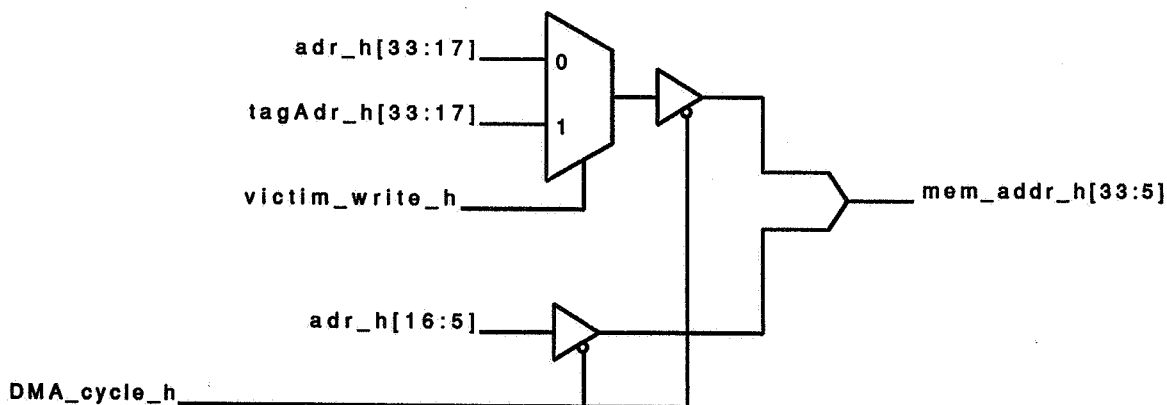 adr_h[33:17]
0
tagAdr_h[33:17]
1
victim_write_h
mem_addr_h[33:5]
adr_h[16:5]
DMA_cycle_h